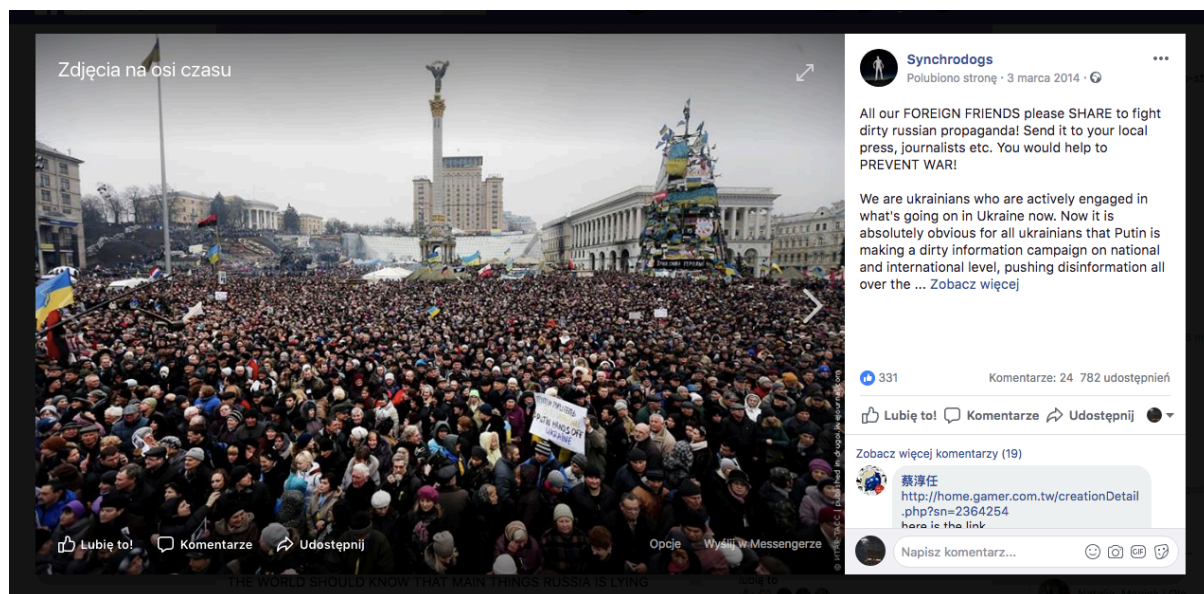 Zdjęcia na osi czasu
PUTIN HANDS OFF
UKRAINE
Lubię to! Komentarze Udostępnij
Opcje Wyślij w Messengerze
Synchrodogs
Polubiono stronę · 3 marca 2014 ·
All our FOREIGN FRIENDS please SHARE to fight
dirty russian propaganda! Send it to your local
press, journalists etc. You would help to
PREVENT WAR!
We are ukrainians who are actively engaged in
what's going on in Ukraine now. Now it is
absolutely obvious for all ukrainians that Putin is
making a dirty information campaign on national
and international level, pushing disinformation all
over the ... Zobacz więcej
331 Komentarze: 24 782 udostępnień
Lubię to! Komentarze Udostępnij
Zobacz więcej komentarzy (19)
蔡淳任
http://home.gamer.com.tw/creationDetail
.php?sn=2364254
here is the link
Napisz komentarz...
GIF
THE WORLD SHOULD KNOW THAT MAIN THINGS RUSSIA IS LYING